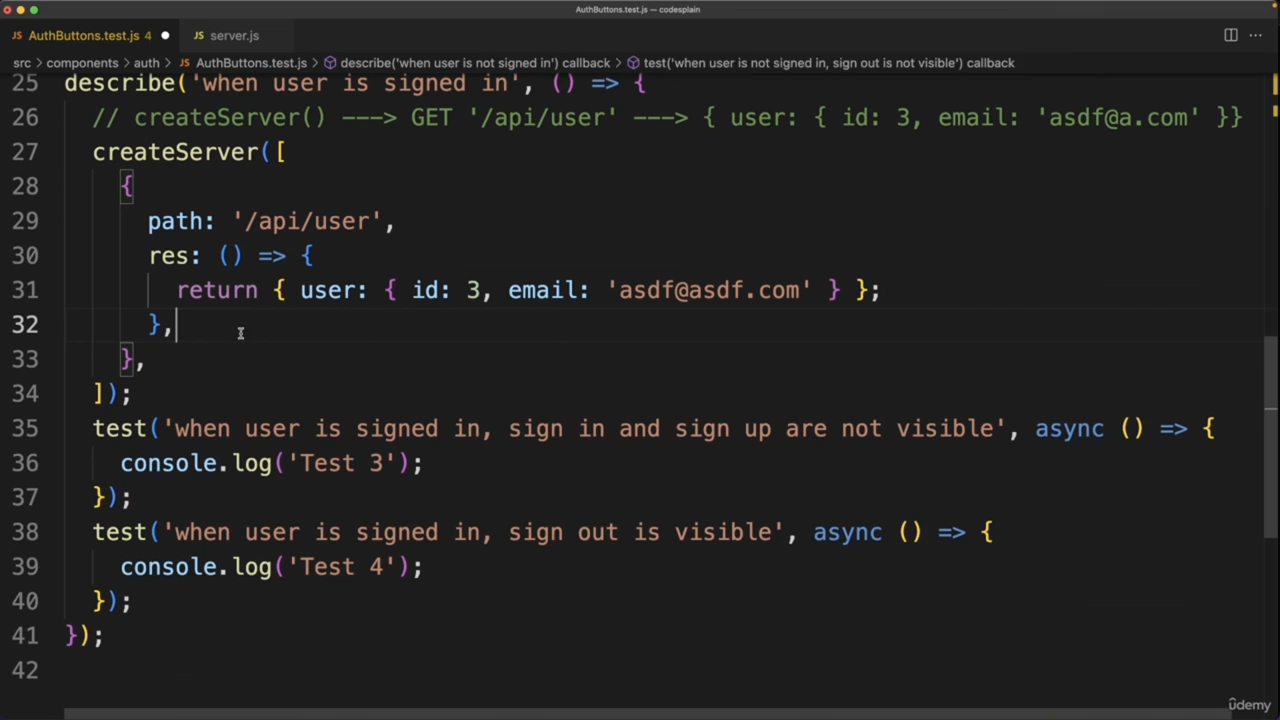 AuthButtons.test.js — codesplain
JS AuthButtons.test.js 4 ● JS server.js
src > components > auth > JS AuthButtons.test.js > describe('when user is not signed in') callback > test('when user is not signed in, sign out is not visible') callback
25 describe('when user is signed in', () => {
26 // createServer() ---> GET '/api/user' ---> { user: { id: 3, email: 'asdf@a.com' }}
27 createServer([
28 {
29 path: '/api/user',
30 res: () => {
31 return { user: { id: 3, email: 'asdf@asdf.com' } };
32 },
33 },
34 ]);
35 test('when user is signed in, sign in and sign up are not visible', async () => {
36 console.log('Test 3');
37 });
38 test('when user is signed in, sign out is visible', async () => {
39 console.log('Test 4');
40 });
41 });
42
ûdemy